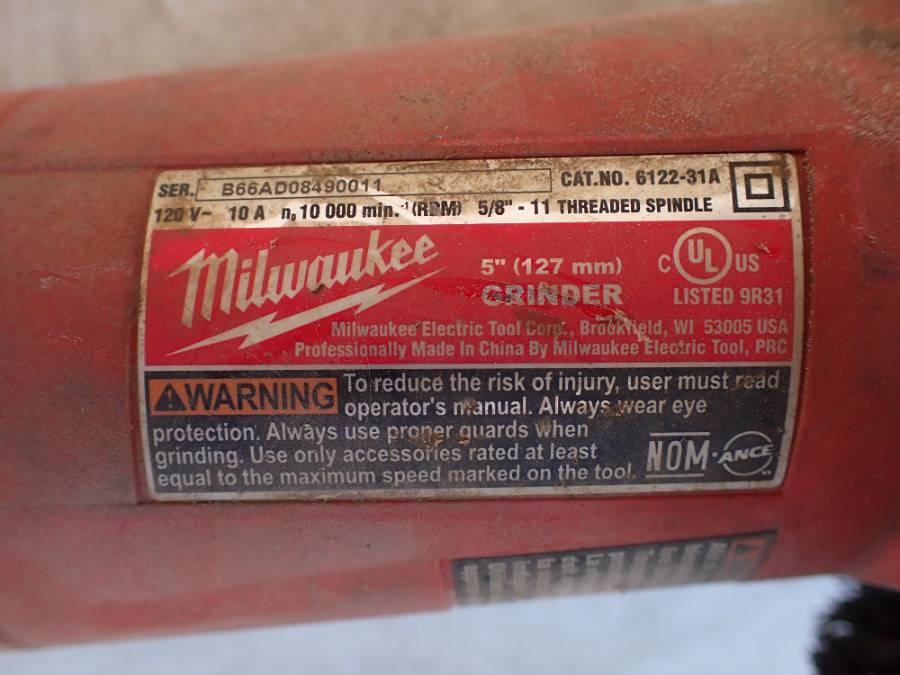 SER. B66AD08490011 CAT.NO. 6122-31A
120 V~ 10 A n₀ 10 000 min.⁻¹ (RPM) 5/8" - 11 THREADED SPINDLE
Milwaukee
5" (127 mm)
GRINDER
C UL US
LISTED 9R31
Milwaukee Electric Tool Corp., Brookfield, WI 53005 USA
Professionally Made In China By Milwaukee Electric Tool, PRC
WARNING To reduce the risk of injury, user must read
operator's manual. Always wear eye
protection. Always use proper guards when
grinding. Use only accessories rated at least
equal to the maximum speed marked on the tool.
NOM·ANCE